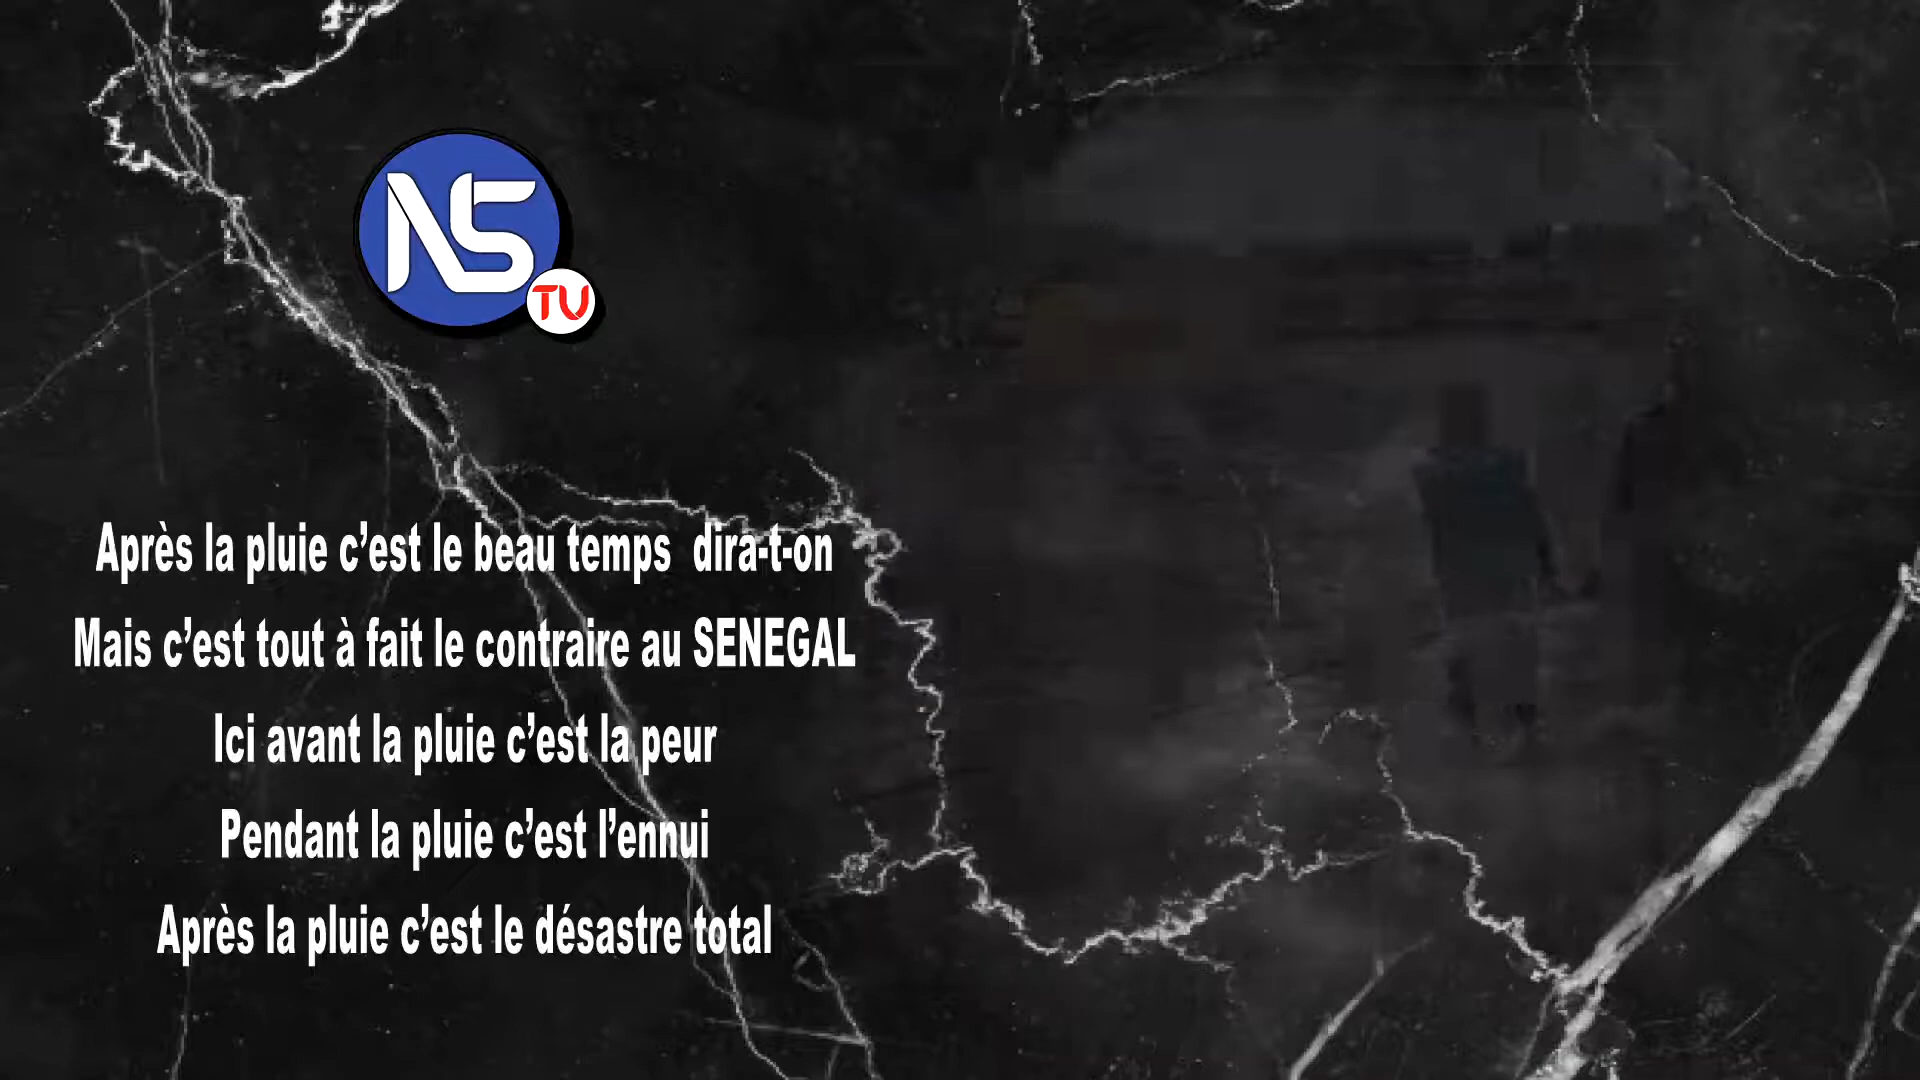 NS
TV
Après la pluie c’est le beau temps dira-t-on
Mais c’est tout à fait le contraire au SENEGAL
Ici avant la pluie c’est la peur
Pendant la pluie c’est l’ennui
Après la pluie c’est le désastre total